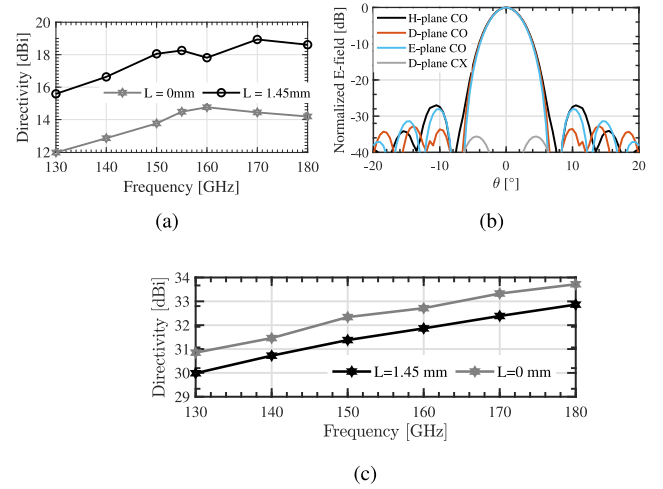 20
18
16
14
12
Directivity [dBi]
L = 0mm
L = 1.45mm
130 140 150 160 170 180
Frequency [GHz]
(a)
0
-10
-20
-30
-40
Normalized E-field [dB]
H-plane CO
D-plane CO
E-plane CO
D-plane CX
-20 -10 0 10 20
θ [°]
(b)
34
33
32
31
30
29
Directivity [dBi]
L=1.45 mm
L=0 mm
130 140 150 160 170 180
Frequency [GHz]
(c)